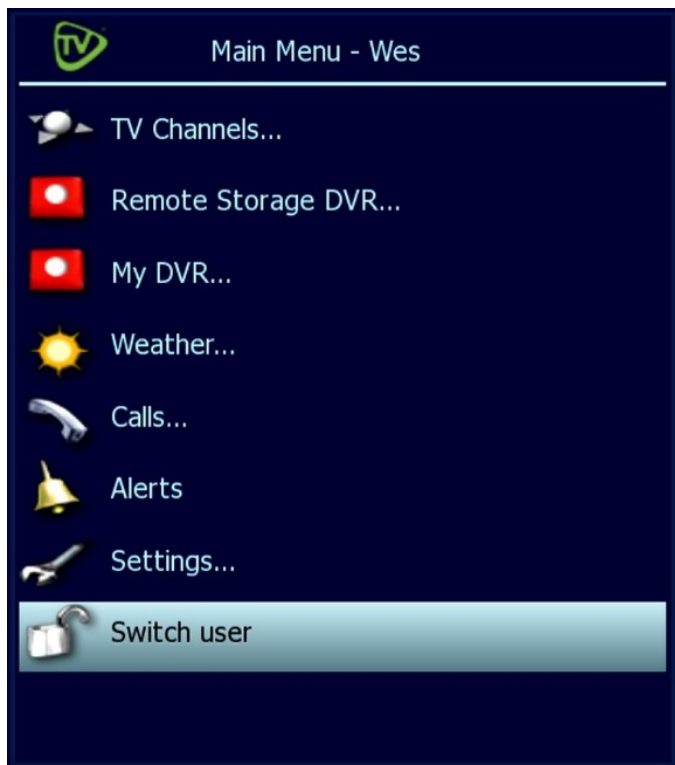 TV
Main Menu - Wes
TV Channels...
Remote Storage DVR...
My DVR...
Weather...
Calls...
Alerts
Settings...
Switch user